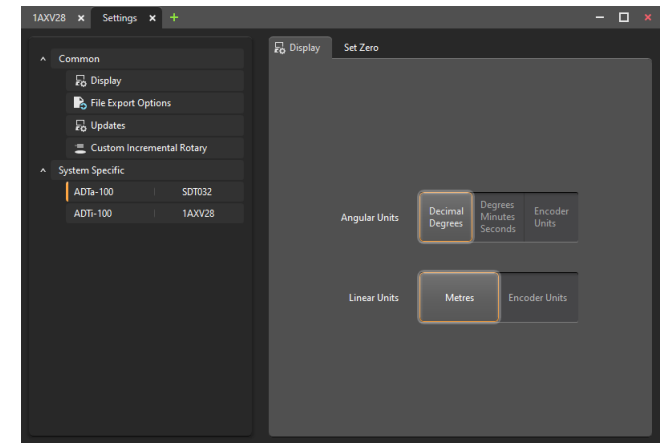 1AXV28 Settings
Display Set Zero
Common
Display
File Export Options
Updates
Custom Incremental Rotary
System Specific
ADTa-100 SDT032
ADTi-100 1AXV28
Angular Units
Decimal
Degrees
Degrees
Minutes
Seconds
Encoder
Units
Linear Units
Metres
Encoder Units